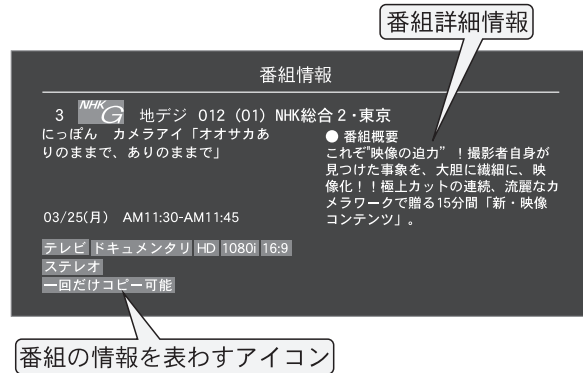 番組詳細情報
番組情報
3 NHK G 地デジ 012 (01) NHK総合2・東京
にっぽん カメラアイ「オオサカあ
りのままで、ありのままで」
● 番組概要
これぞ"映像の迫力"！撮影者自身が
見つけた事象を、大胆に繊細に、映
像化！！極上カットの連続、流麗なカ
メラワークで贈る15分間「新・映像
コンテンツ」。
03/25(月) AM11:30-AM11:45
テレビ ドキュメンタリ HD 1080i 16:9
ステレオ
一回だけコピー可能
番組の情報を表わすアイコン